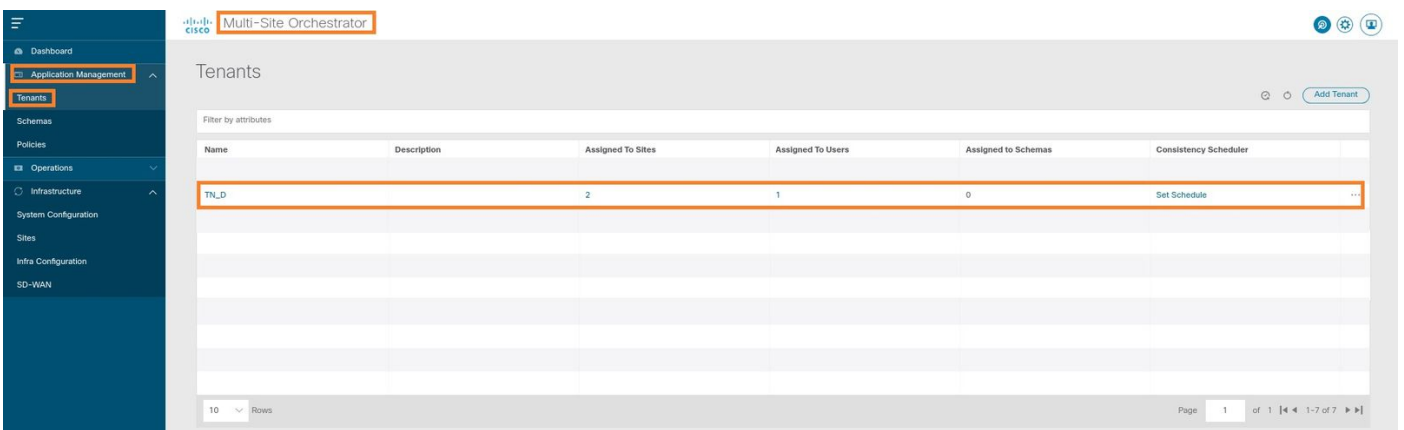 cisco Multi-Site Orchestrator
Dashboard
Application Management
Tenants
Schemas
Policies
Operations
Infrastructure
System Configuration
Sites
Infra Configuration
SD-WAN
Tenants
Add Tenant
Filter by attributes
Name Description Assigned To Sites Assigned To Users Assigned to Schemas Consistency Scheduler
TN_D 2 1 0 Set Schedule ...
10 Rows Page 1 of 1 1-7 of 7